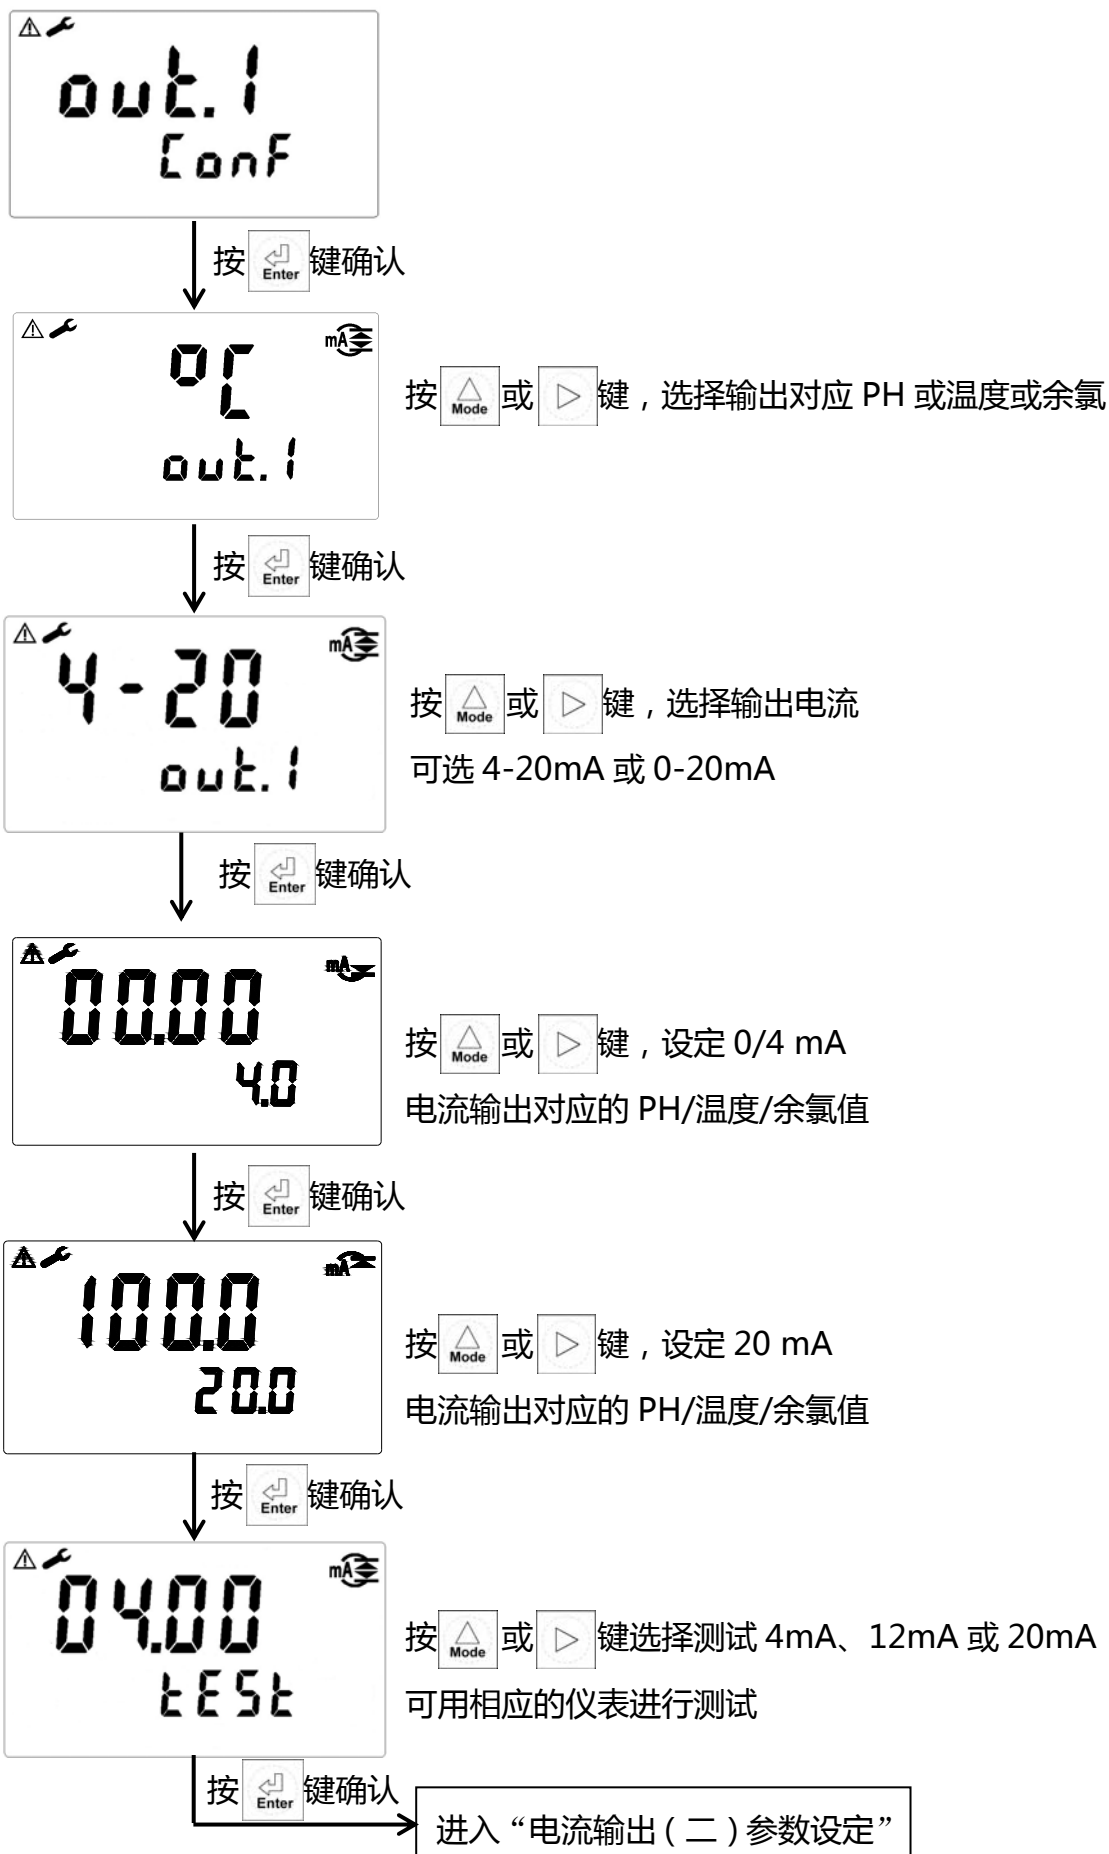 out.1
Conf
按 Enter 键确认
mA
°C
out.1
按 Mode 或 键，选择输出对应 PH 或温度或余氯
按 Enter 键确认
mA
4-20
out.1
按 Mode 或 键，选择输出电流
可选 4-20mA 或 0-20mA
按 Enter 键确认
mA
00.00
4.0
按 Mode 或 键，设定 0/4 mA
电流输出对应的 PH/温度/余氯值
按 Enter 键确认
mA
100.0
20.0
按 Mode 或 键，设定 20 mA
电流输出对应的 PH/温度/余氯值
按 Enter 键确认
mA
04.00
tESt
按 Mode 或 键选择测试 4mA、12mA 或 20mA
可用相应的仪表进行测试
按 Enter 键确认
进入“电流输出（二）参数设定”